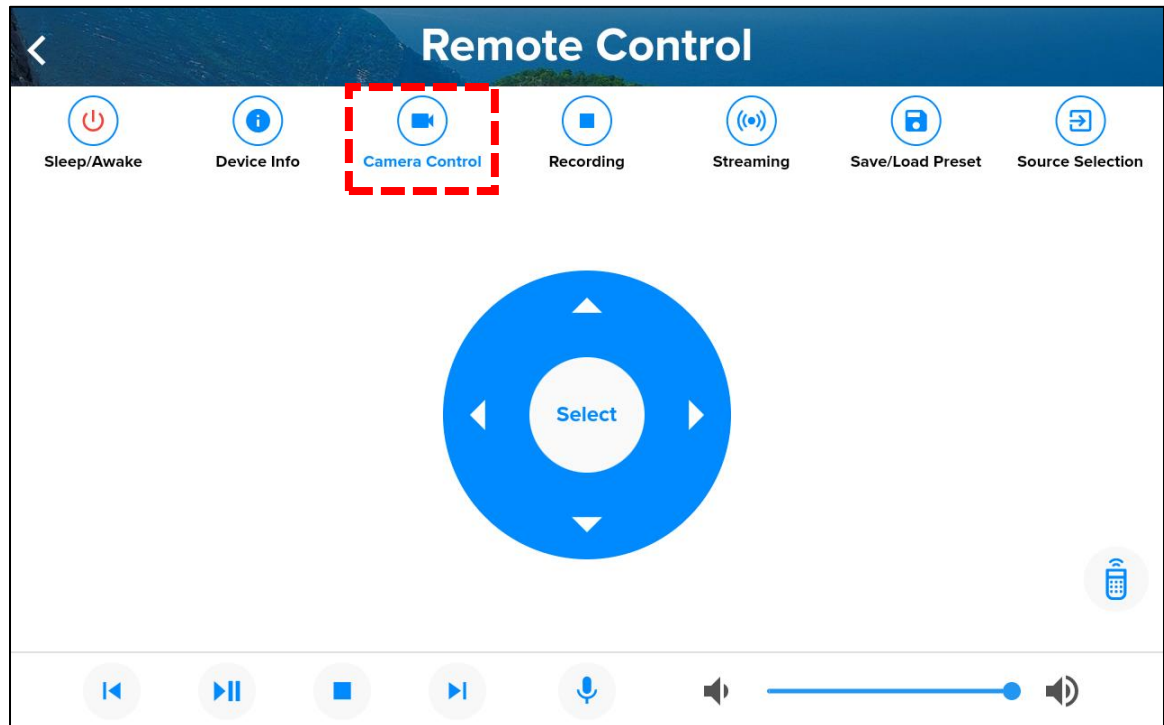 Remote Control
Sleep/Awake
Device Info
Camera Control
Recording
Streaming
Save/Load Preset
Source Selection
Select